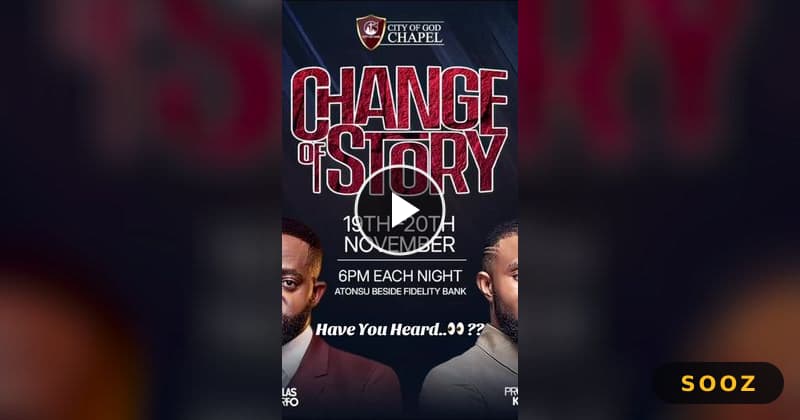 CITY OF GOD
CHAPEL
CHANGE
OF STORY
19TH-20TH
NOVEMBER
6PM EACH NIGHT
ATONSU BESIDE FIDELITY BANK
Have You Heard..👀??
SOOZ